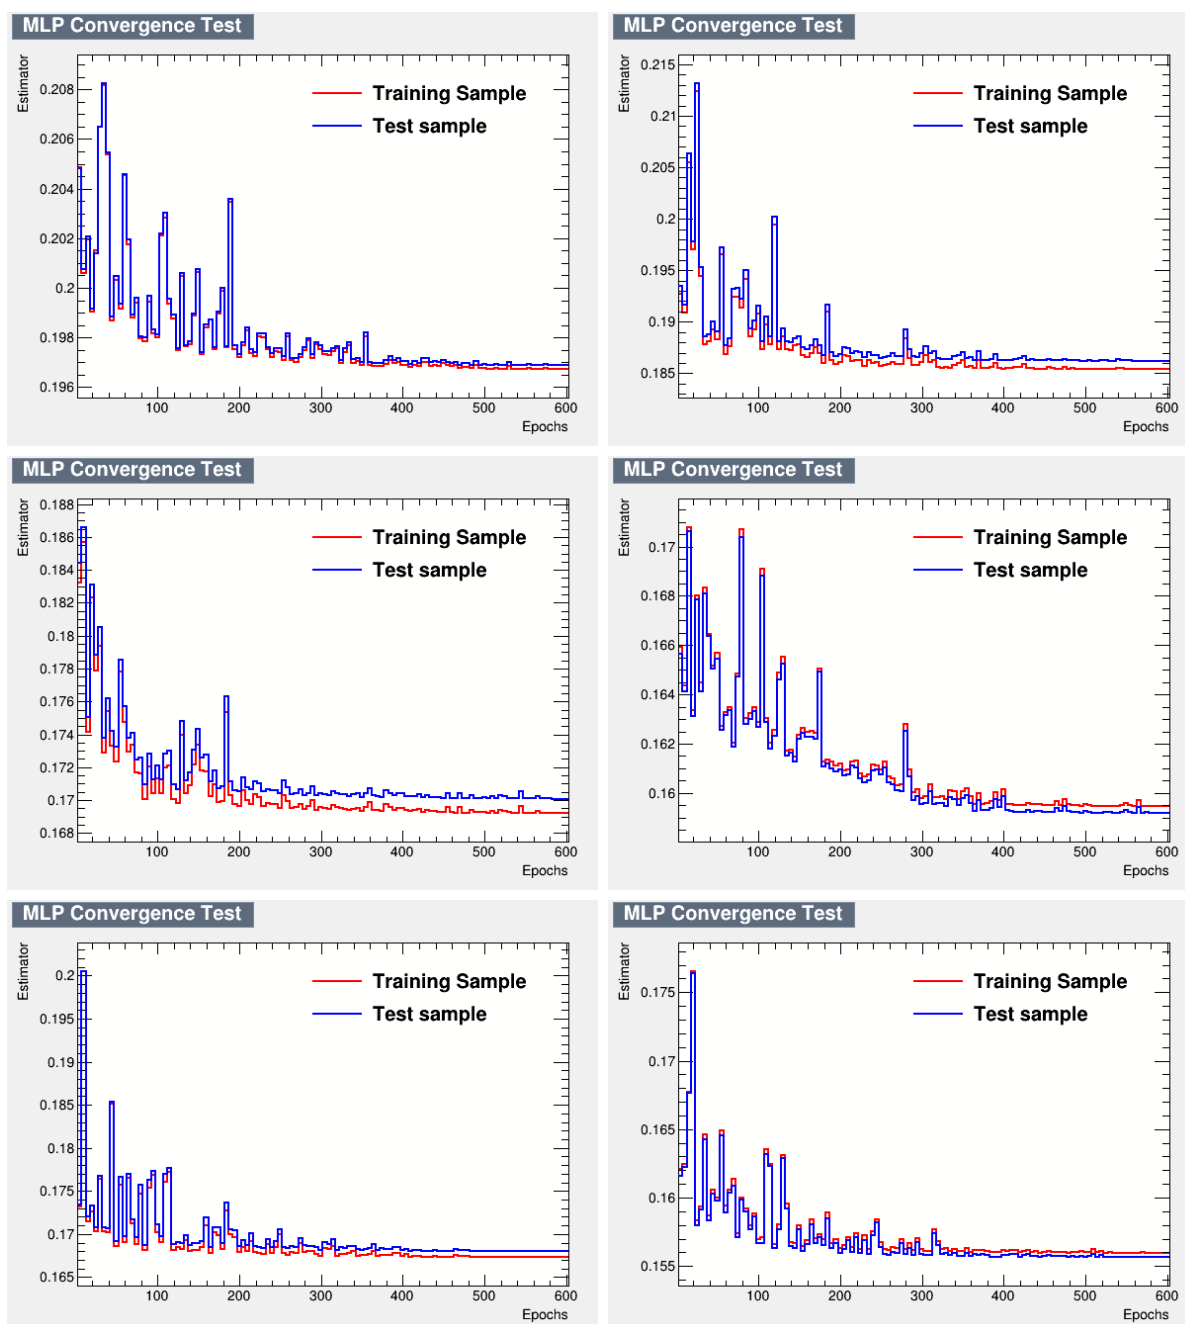 MLP Convergence Test
Estimator
0.208
0.206
0.204
0.202
0.2
0.198
0.196
Training Sample
Test sample
100 200 300 400 500 600
Epochs
MLP Convergence Test
Estimator
0.215
0.21
0.205
0.2
0.195
0.19
0.185
Training Sample
Test sample
100 200 300 400 500 600
Epochs
MLP Convergence Test
Estimator
0.188
0.186
0.184
0.182
0.18
0.178
0.176
0.174
0.172
0.17
0.168
Training Sample
Test sample
100 200 300 400 500 600
Epochs
MLP Convergence Test
Estimator
0.17
0.168
0.166
0.164
0.162
0.16
Training Sample
Test sample
100 200 300 400 500 600
Epochs
MLP Convergence Test
Estimator
0.2
0.195
0.19
0.185
0.18
0.175
0.17
0.165
Training Sample
Test sample
100 200 300 400 500 600
Epochs
MLP Convergence Test
Estimator
0.175
0.17
0.165
0.16
0.155
Training Sample
Test sample
100 200 300 400 500 600
Epochs